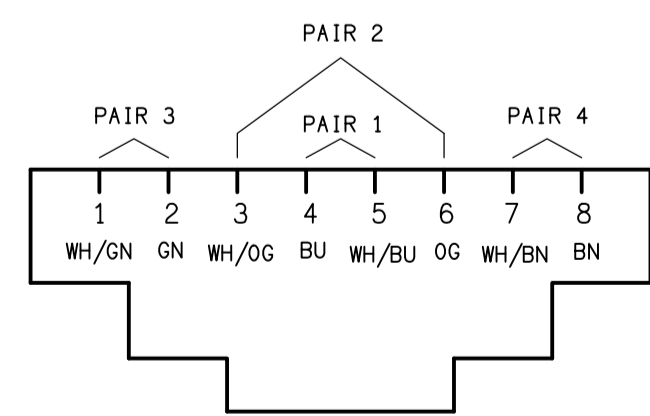 PAIR 2
PAIR 3 PAIR 1 PAIR 4
1 2 3 4 5 6 7 8
WH/GN GN WH/OG BU WH/BU OG WH/BN BN